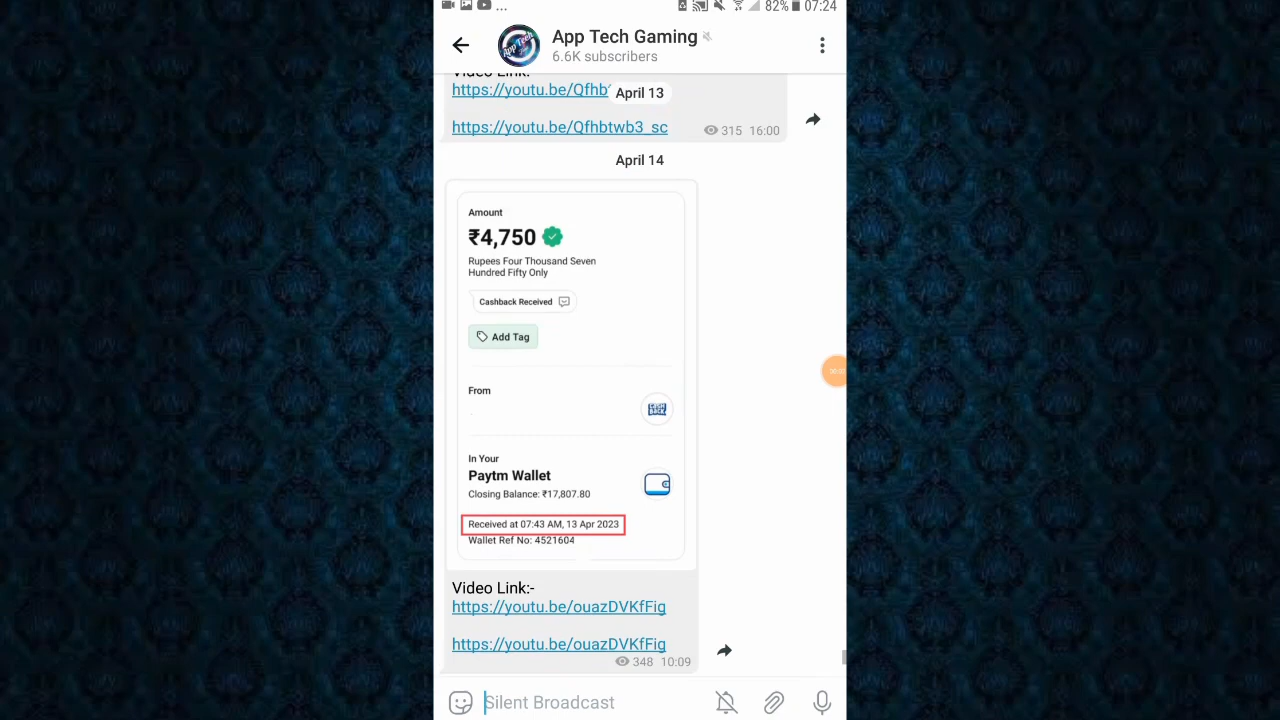 ... 82% 07:24
App Tech Gaming
6.6K subscribers
Video Link:-
https://youtu.be/Qfhb
April 13
https://youtu.be/Qfhbtwb3_sc
315 16:00
April 14
Amount
₹4,750
Rupees Four Thousand Seven
Hundred Fifty Only
Cashback Received
Add Tag
From
CASH
BACK
In Your
Paytm Wallet
Closing Balance: ₹17,807.80
Received at 07:43 AM, 13 Apr 2023
Wallet Ref No: 4521604
Video Link:-
https://youtu.be/ouazDVKfFig
https://youtu.be/ouazDVKfFig
348 10:09
Silent Broadcast